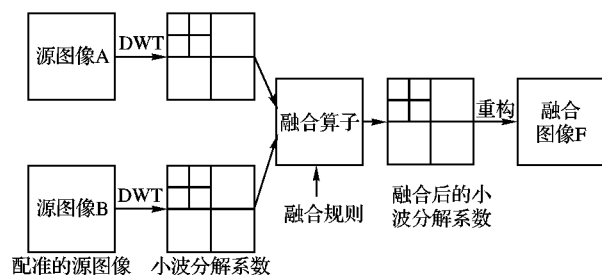 源图像A
DWT
融合算子
重构
融合
图像F
源图像B
DWT
融合规则
融合后的小
波分解系数
配准的源图像
小波分解系数